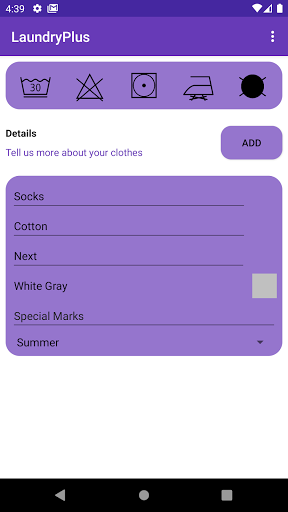 4:39
LaundryPlus
30
Details
Tell us more about your clothes
ADD
Socks
Cotton
Next
White Gray
Special Marks
Summer